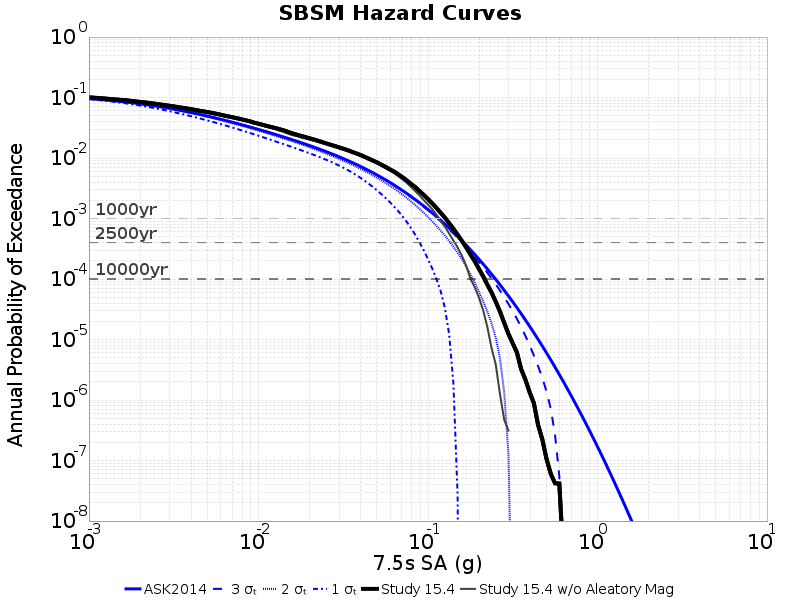 SBSM Hazard Curves
Annual Probability of Exceedance
10^0
10^-1
10^-2
10^-3
10^-4
10^-5
10^-6
10^-7
10^-8
1000yr
2500yr
10000yr
10^-3 10^-2 10^-1 10^0 10^1
7.5s SA (g)
ASK2014 3 σₜ 2 σₜ 1 σₜ Study 15.4 Study 15.4 w/o Aleatory Mag